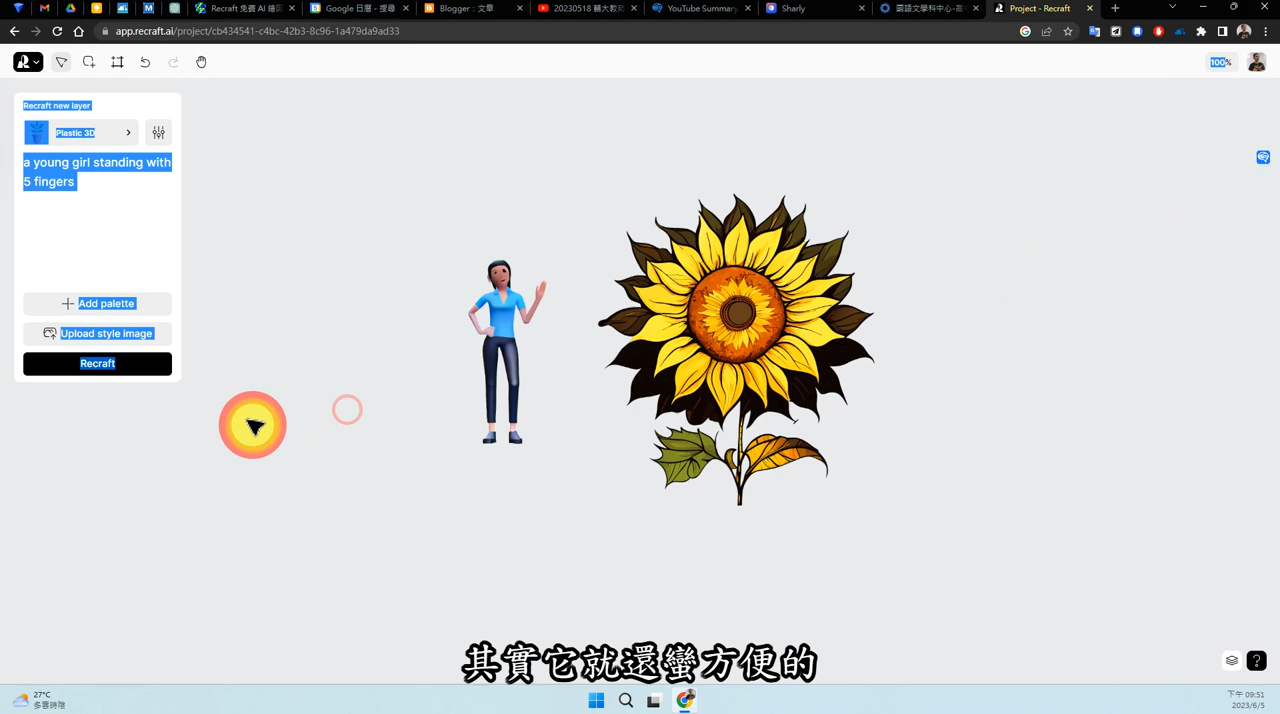 Recraft 免費 AI 繪圖
Google 日曆 - 搜尋
Blogger：文章
20230518 輔大教
YouTube Summary
Sharly
國語文學科中心-高
Project - Recraft
app.recraft.ai/project/cb434541-c4bc-42b3-8c96-1a479da9ad33
100%
Recraft new layer
Plastic 3D
a young girl standing with
5 fingers
Add palette
Upload style image
Recraft
其實它就還蠻方便的
27°C
多雲時陰
下午 09:51
2023/6/5